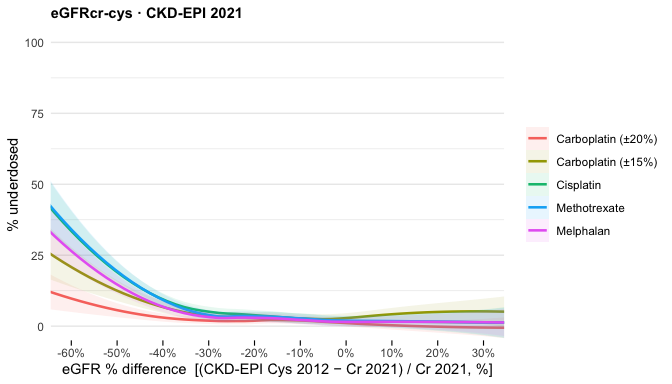 eGFRcr-cys · CKD-EPI 2021
100
75
50
25
0
% underdosed
-60%
-50%
-40%
-30%
-20%
-10%
0%
10%
20%
30%
eGFR % difference [(CKD-EPI Cys 2012 − Cr 2021) / Cr 2021, %]
Carboplatin (±20%)
Carboplatin (±15%)
Cisplatin
Methotrexate
Melphalan